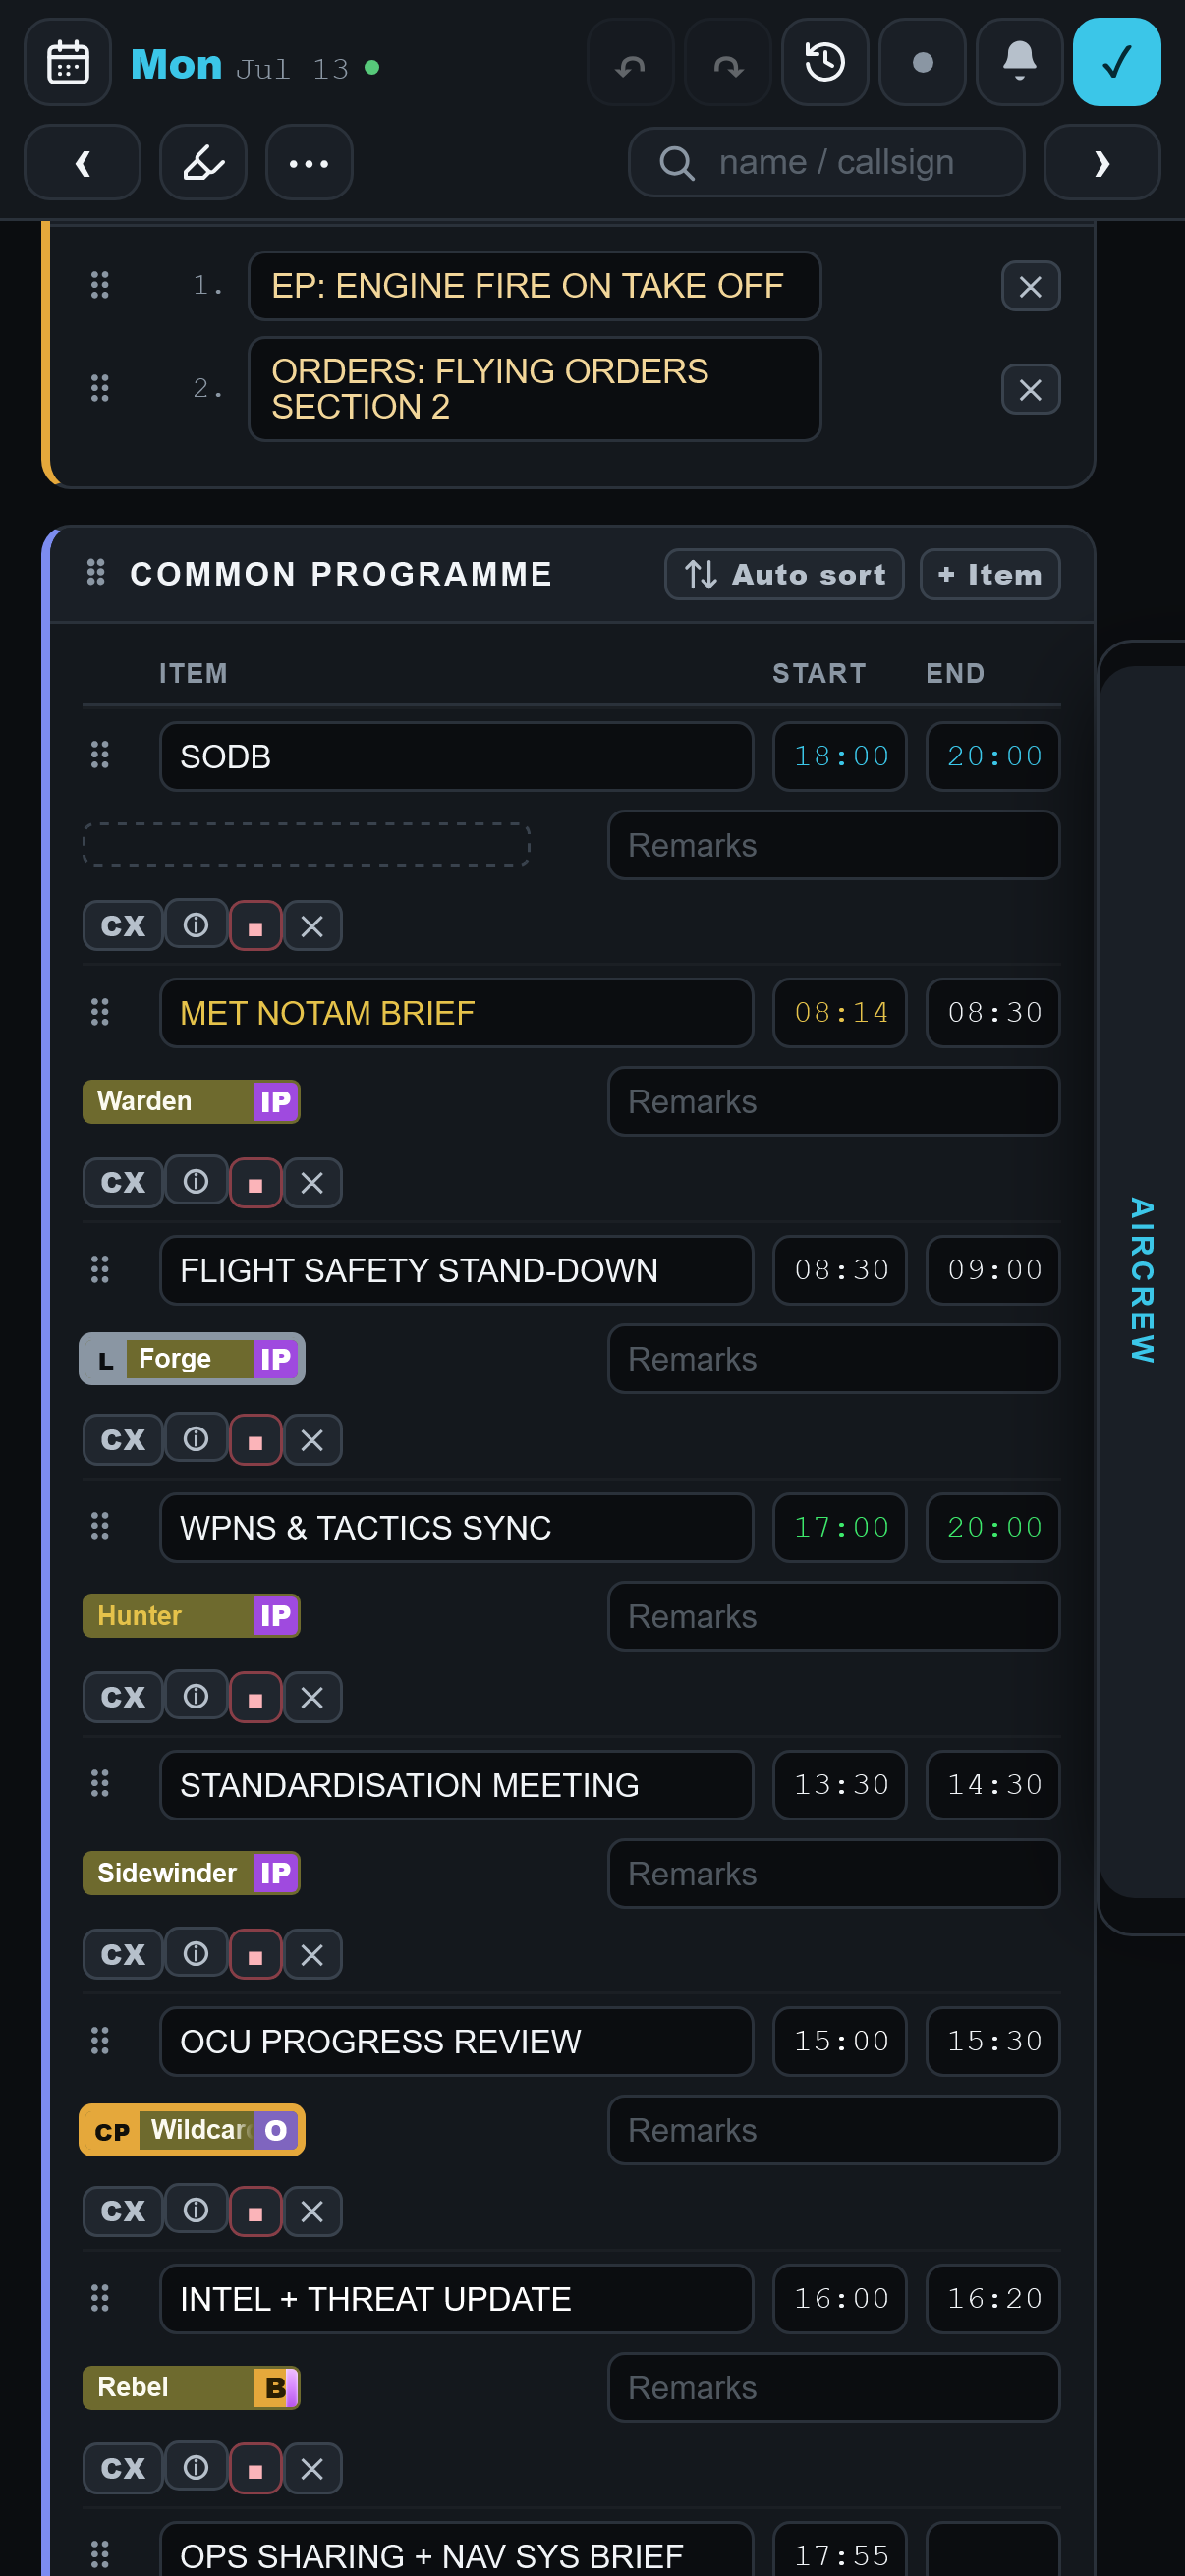 Mon Jul 13
name / callsign
1. EP: ENGINE FIRE ON TAKE OFF
2. ORDERS: FLYING ORDERS
SECTION 2
COMMON PROGRAMME Auto sort + Item
ITEM START END
SODB 18:00 20:00
Remarks
CX
MET NOTAM BRIEF 08:14 08:30
Warden IP Remarks
CX
FLIGHT SAFETY STAND-DOWN 08:30 09:00
L Forge IP Remarks
CX
AIRCREW
WPNS & TACTICS SYNC 17:00 20:00
Hunter IP Remarks
CX
STANDARDISATION MEETING 13:30 14:30
Sidewinder IP Remarks
CX
OCU PROGRESS REVIEW 15:00 15:30
CP Wildcar O Remarks
CX
INTEL + THREAT UPDATE 16:00 16:20
Rebel B Remarks
CX
OPS SHARING + NAV SYS BRIEF 17:55